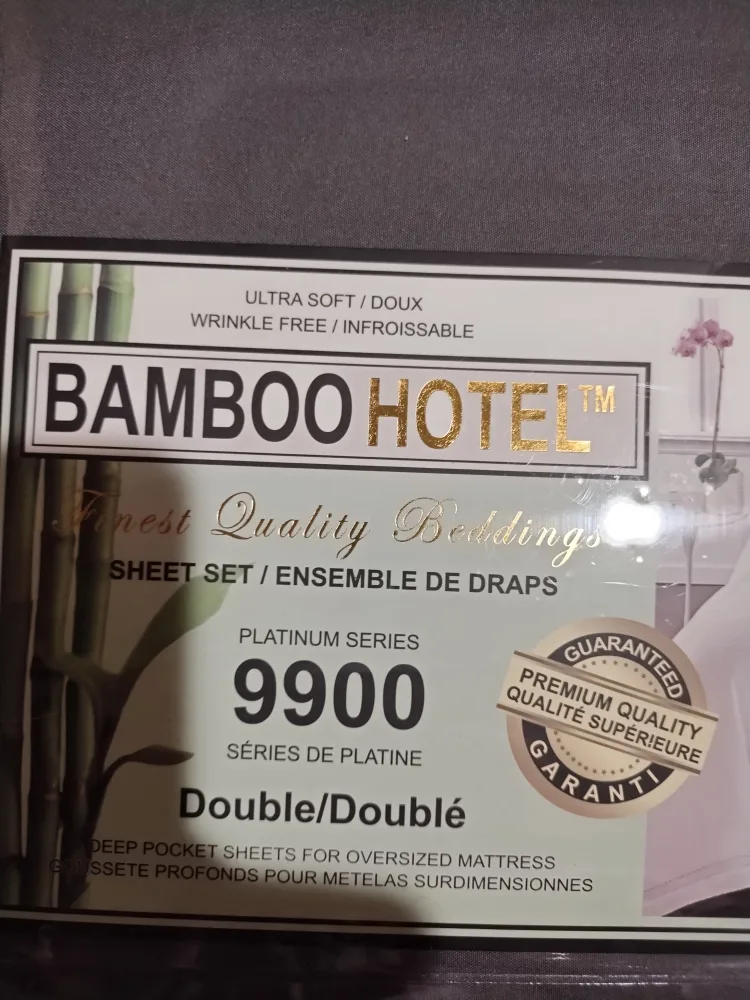 ULTRA SOFT / DOUX
WRINKLE FREE / INFROISSABLE
BAMBOO HOTEL™
Finest Quality Beddings
SHEET SET / ENSEMBLE DE DRAPS
PLATINUM SERIES
9900
SÉRIES DE PLATINE
GUARANTEED
PREMIUM QUALITY
QUALITÉ SUPÉRIEURE
GARANTI
Double/Doublé
DEEP POCKET SHEETS FOR OVERSIZED MATTRESS
GOUSSETE PROFONDS POUR METELAS SURDIMENSIONNES